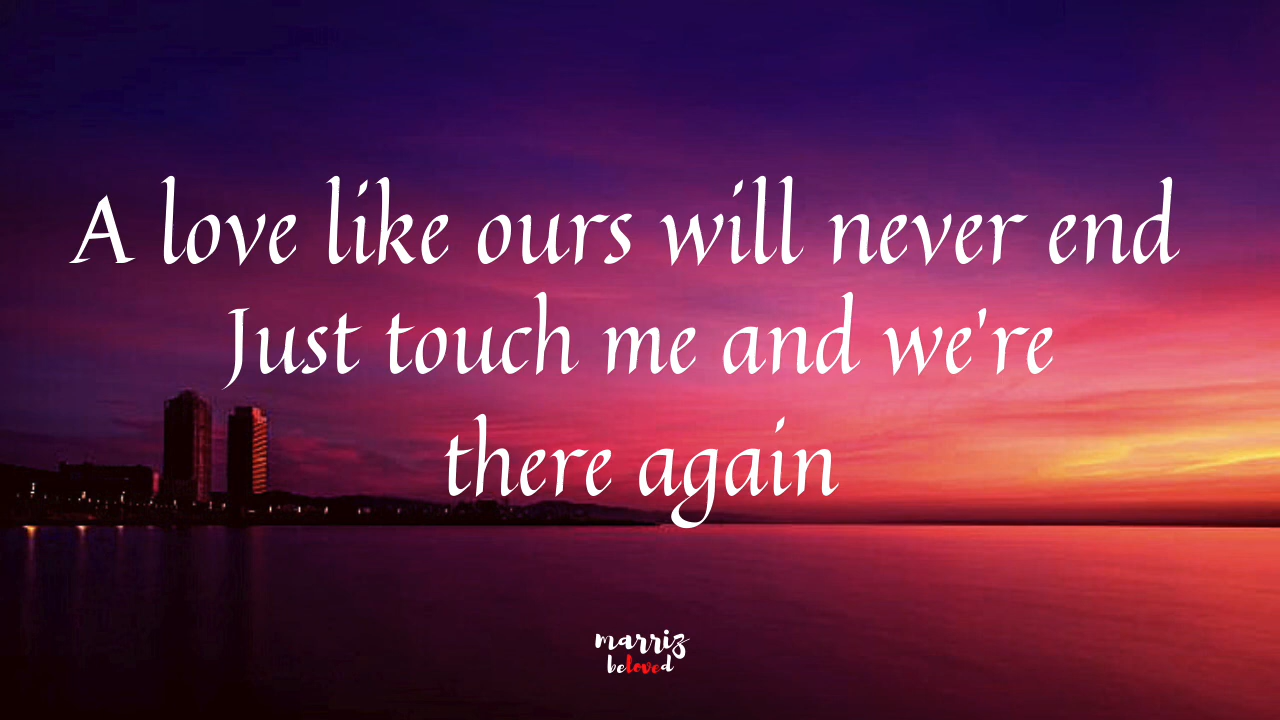 A love like ours will never end
Just touch me and we're
there again
marriz
beloved